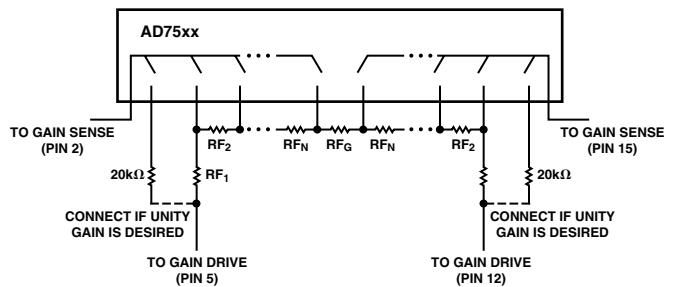 AD75xx
TO GAIN SENSE
(PIN 2)
TO GAIN SENSE
(PIN 15)
RF2
RFN
RFG
RFN
RF2
20kΩ
RF1
20kΩ
CONNECT IF UNITY
GAIN IS DESIRED
CONNECT IF UNITY
GAIN IS DESIRED
TO GAIN DRIVE
(PIN 5)
TO GAIN DRIVE
(PIN 12)